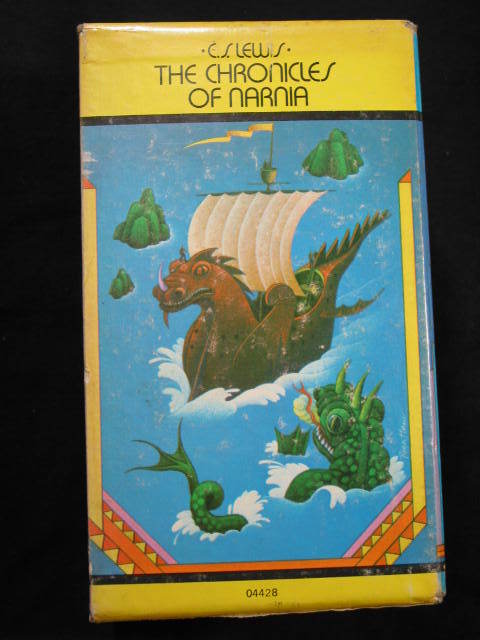 · C.S. LEWIS ·
THE CHRONICLES
OF NARNIA
04428